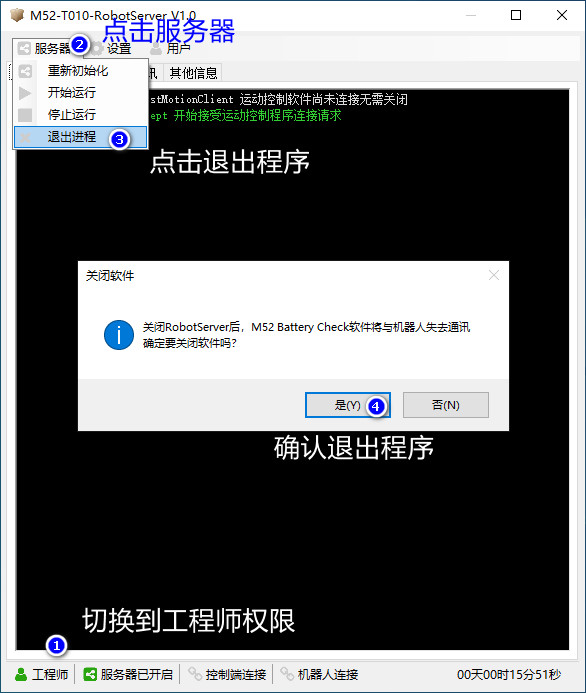 M52-T010-RobotServer V1.0
点击服务器
服务器 2 设置 用户
重新初始化 讯 其他信息
开始运行 stMotionClient 运动控制软件尚未连接无需关闭
停止运行 ept 开始接受运动控制程序连接请求
退出进程 3
点击退出程序
关闭软件
关闭RobotServer后，M52 Battery Check软件将与机器人失去通讯
确定要关闭软件吗？
是(Y) 4 否(N)
确认退出程序
切换到工程师权限
1
工程师 服务器已开启 控制端连接 机器人连接 00天00时15分51秒